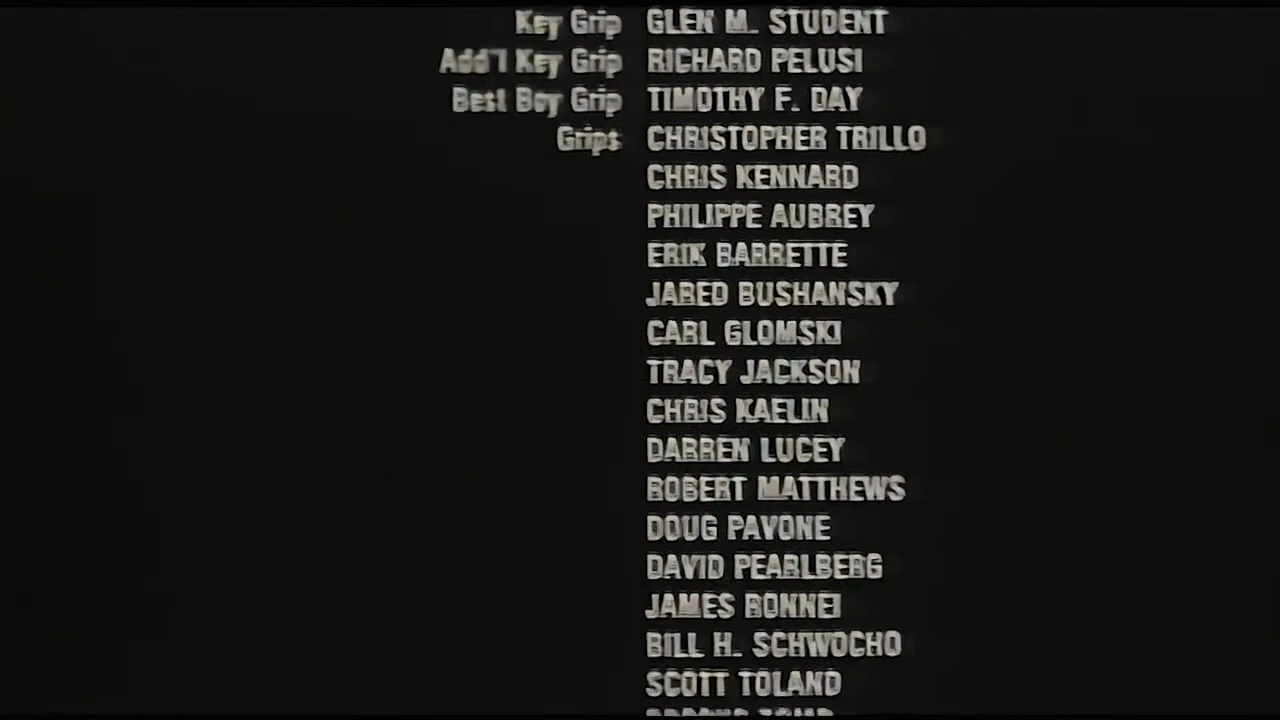 Key Grip GLEN M. STUDENT
Add'l Key Grip RICHARD PELUSI
Best Boy Grip TIMOTHY F. DAY
Grips CHRISTOPHER TRILLO
CHRIS KENNARD
PHILIPPE AUBREY
ERIK BARRETTE
JARED BUSHANSKY
CARL GLOMSKI
TRACY JACKSON
CHRIS KAELIN
DARREN LUCEY
ROBERT MATTHEWS
DOUG PAVONE
DAVID PEARLBERG
JAMES RONNEI
BILL H. SCHWOCHO
SCOTT TOLAND